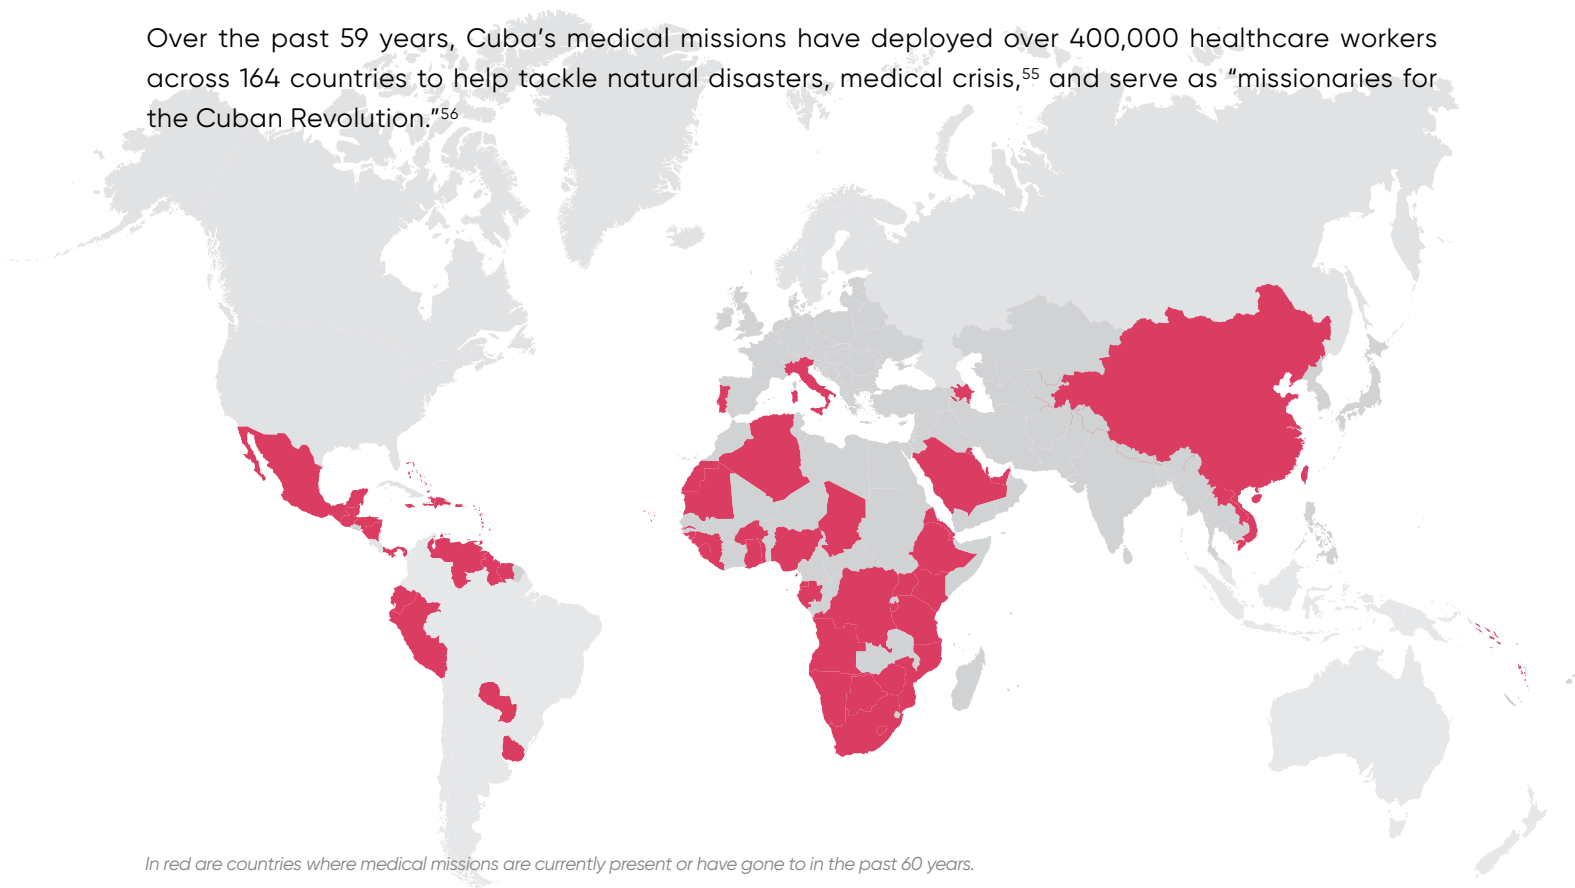 Over the past 59 years, Cuba’s medical missions have deployed over 400,000 healthcare workers
across 164 countries to help tackle natural disasters, medical crisis,55 and serve as “missionaries for
the Cuban Revolution.”56
In red are countries where medical missions are currently present or have gone to in the past 60 years.